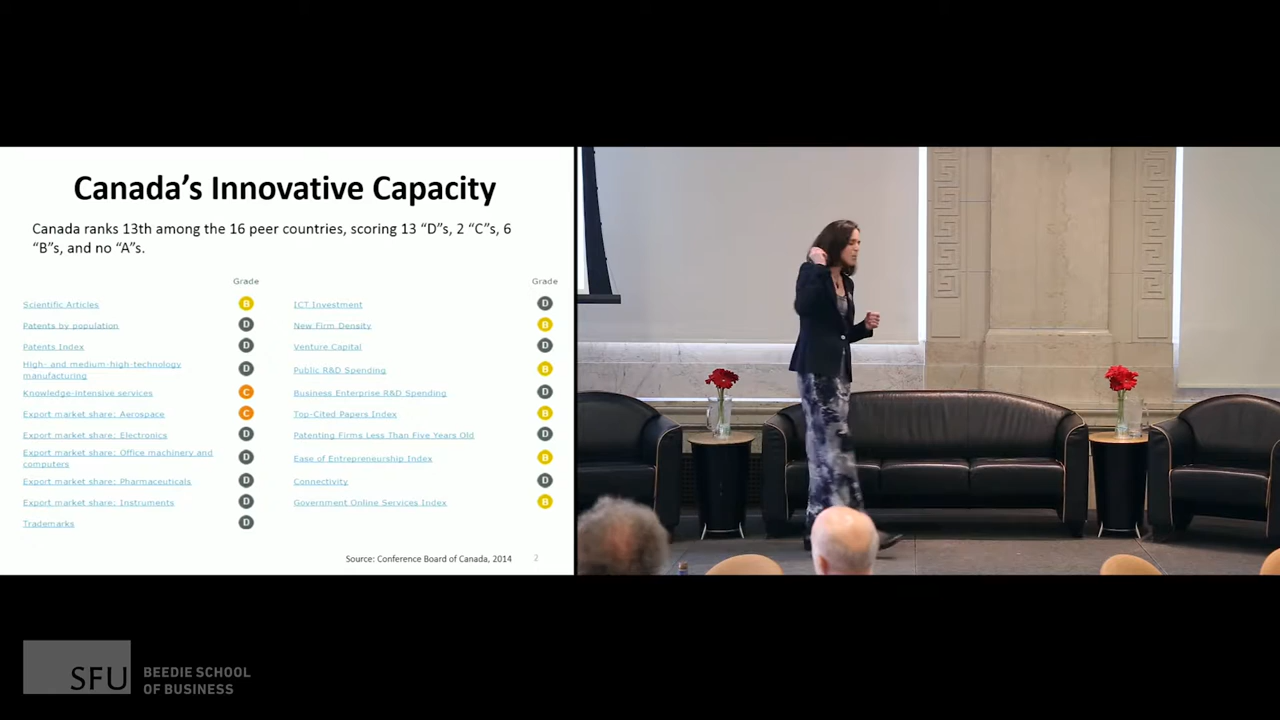 Canada's Innovative Capacity
Canada ranks 13th among the 16 peer countries, scoring 13 “D”s, 2 “C”s, 6
“B”s, and no “A”s.
Grade
Scientific Articles B
Patents by population D
Patents Index D
High- and medium-high-technology
manufacturing D
Knowledge-intensive services C
Export market share: Aerospace C
Export market share: Electronics D
Export market share: Office machinery and
computers D
Export market share: Pharmaceuticals D
Export market share: Instruments D
Trademarks D
Grade
ICT Investment D
New Firm Density B
Venture Capital D
Public R&D Spending B
Business Enterprise R&D Spending D
Top-Cited Papers Index B
Patenting Firms Less Than Five Years Old D
Ease of Entrepreneurship Index B
Connectivity D
Government Online Services Index B
Source: Conference Board of Canada, 2014 2
SFU BEEDIE SCHOOL
OF BUSINESS